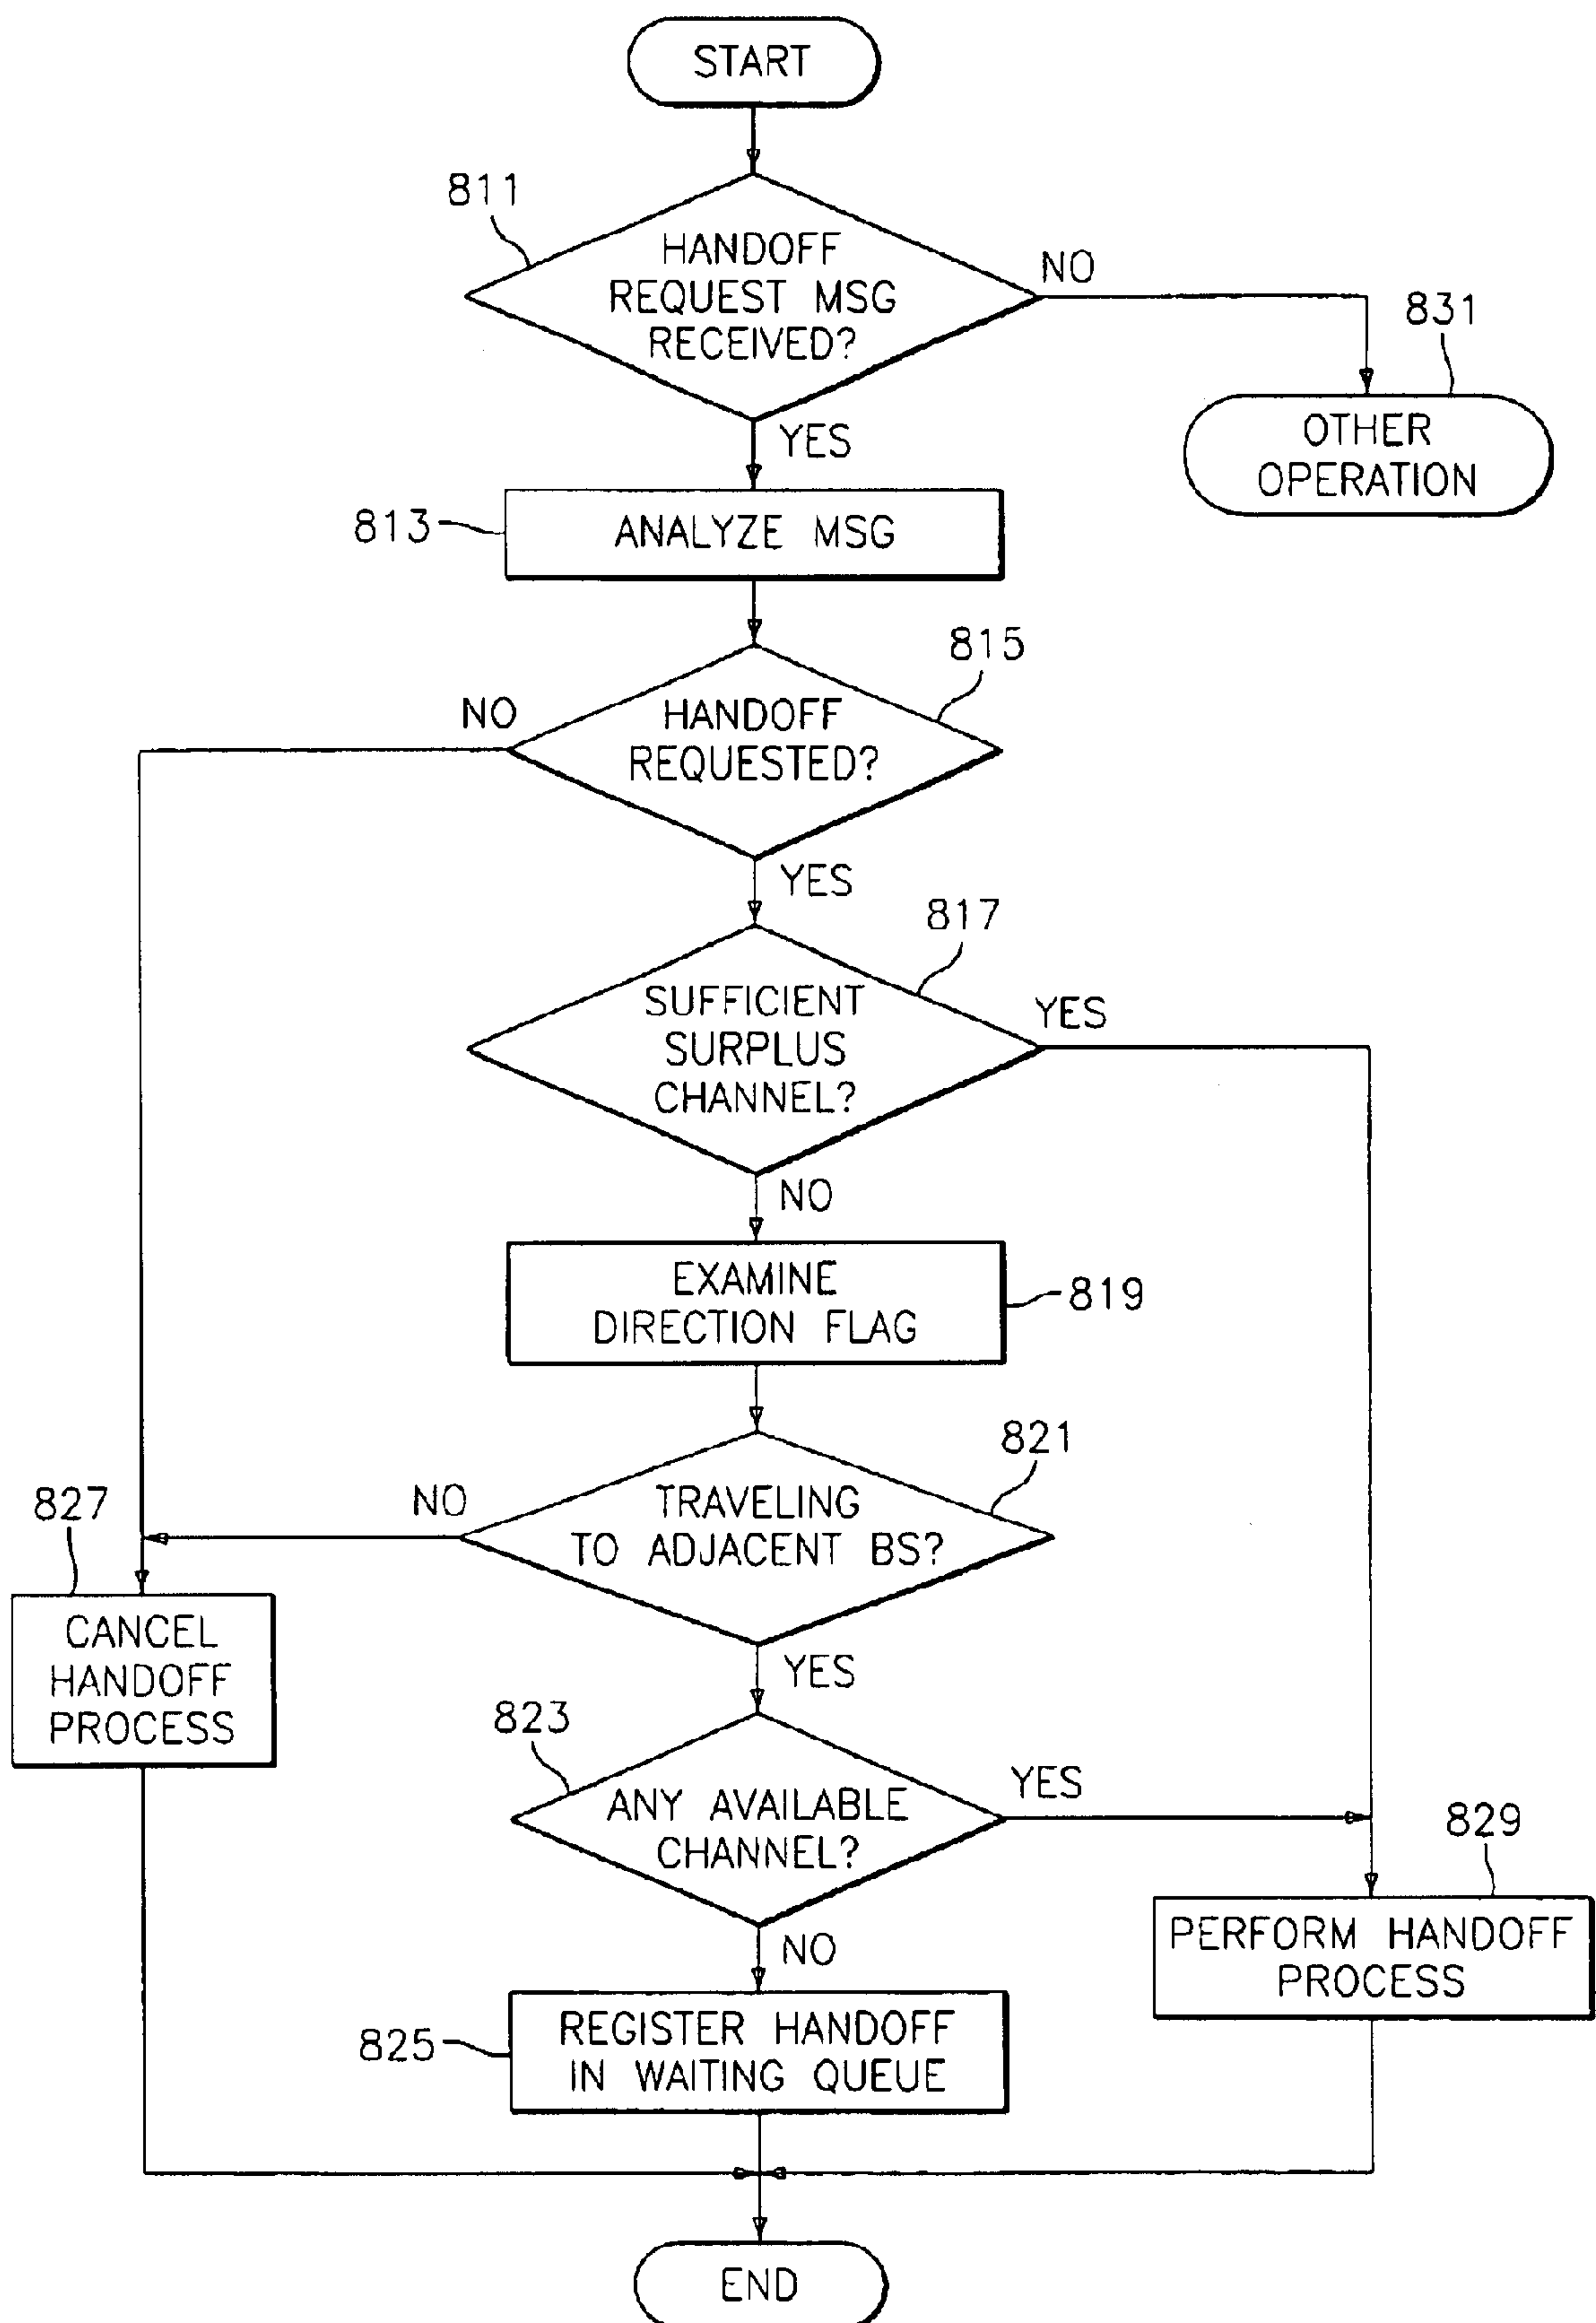 START
811
HANDOFF
REQUEST MSG
RECEIVED?
NO
831
OTHER
OPERATION
YES
813
ANALYZE MSG
815
NO
HANDOFF
REQUESTED?
YES
817
SUFFICIENT
SURPLUS
CHANNEL?
YES
NO
EXAMINE
DIRECTION FLAG
819
821
827
NO
TRAVELING
TO ADJACENT BS?
CANCEL
HANDOFF
PROCESS
YES
823
ANY AVAILABLE
CHANNEL?
YES
829
PERFORM HANDOFF
PROCESS
NO
825
REGISTER HANDOFF
IN WAITING QUEUE
END